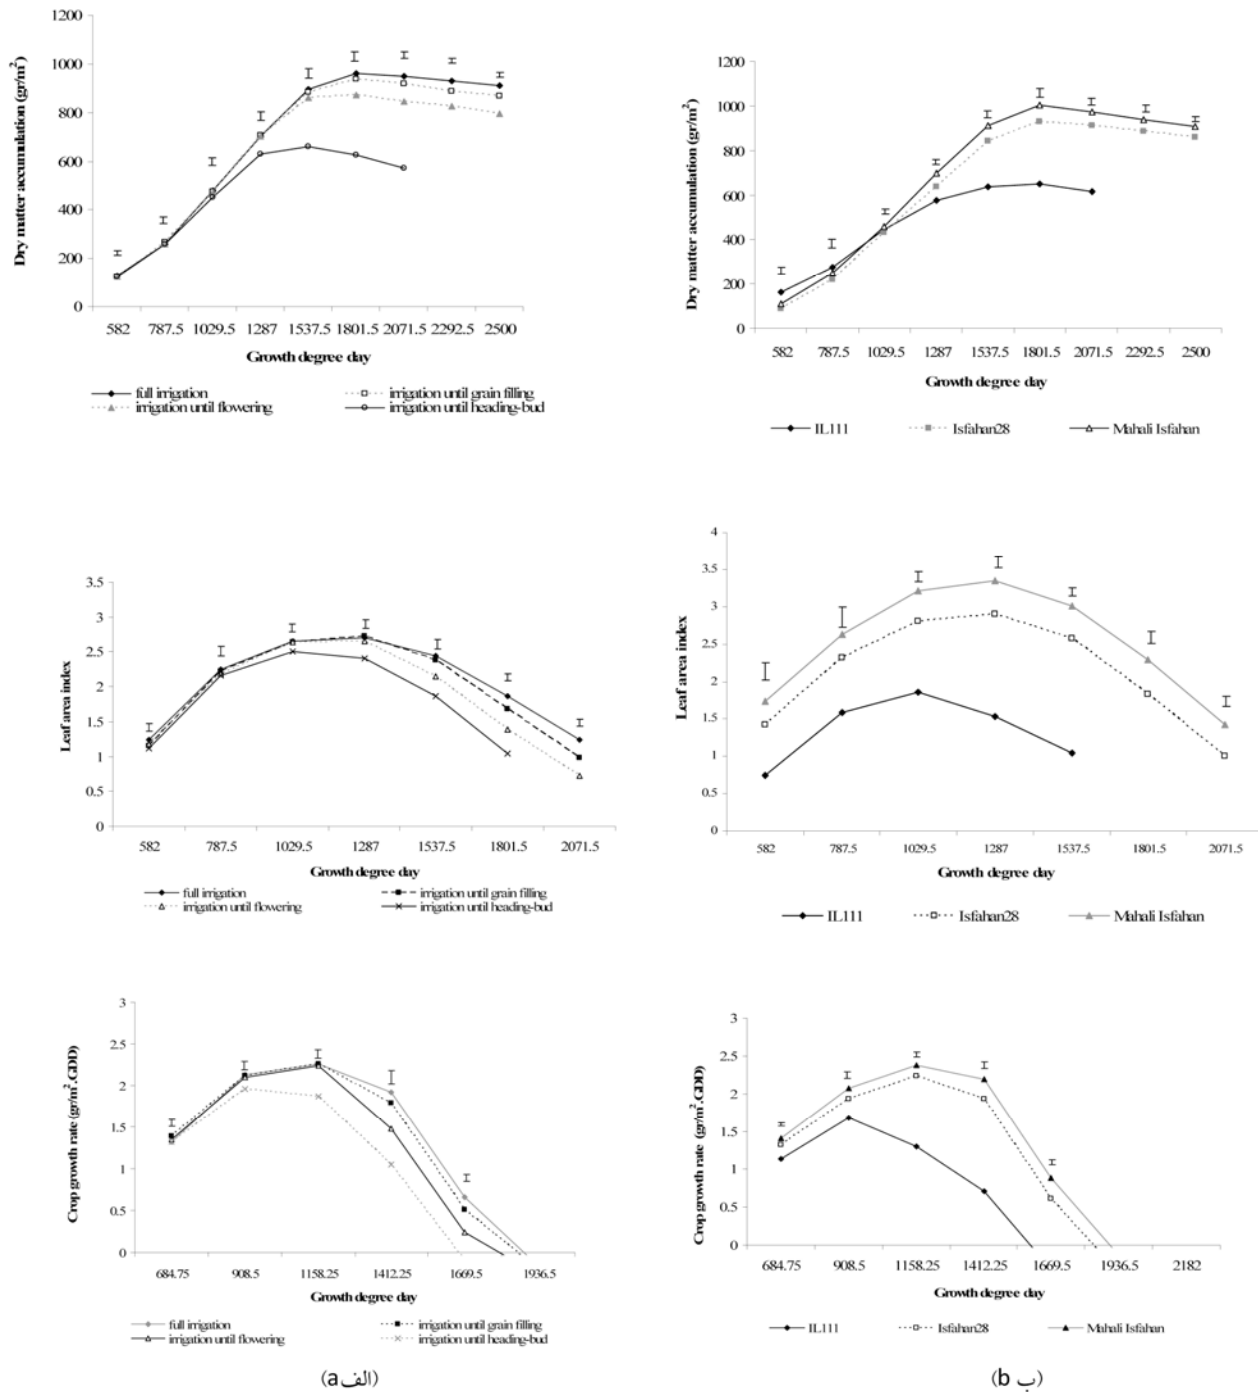 1200
1000
800
600
400
200
0
Dry matter accumulation (gr/m²)
582 787.5 1029.5 1287 1537.5 1801.5 2071.5 2292.5 2500
Growth degree day
full irrigation irrigation until grain filling
irrigation until flowering irrigation until heading-bud
1200
1000
800
600
400
200
0
Dry matter accumulation (gr/m²)
582 787.5 1029.5 1287 1537.5 1801.5 2071.5 2292.5 2500
Growth degree day
IL111 Isfahan28 Mahali Isfahan
3.5
3
2.5
2
1.5
1
0.5
0
Leaf area index
582 787.5 1029.5 1287 1537.5 1801.5 2071.5
Growth degree day
full irrigation irrigation until grain filling
irrigation until flowering irrigation until heading-bud
4
3.5
3
2.5
2
1.5
1
0.5
0
Leaf area index
582 787.5 1029.5 1287 1537.5 1801.5 2071.5
Growth degree day
IL111 Isfahan28 Mahali Isfahan
3
2.5
2
1.5
1
0.5
0
Crop growth rate (gr/m².GDD)
684.75 908.5 1158.25 1412.25 1669.5 1936.5
Growth degree day
full irrigation irrigation until grain filling
irrigation until flowering irrigation until heading-bud
3
2.5
2
1.5
1
0.5
0
Crop growth rate (gr/m².GDD)
684.75 908.5 1158.25 1412.25 1669.5 1936.5 2182
Growth degree day
IL111 Isfahan28 Mahali Isfahan
(الف a)
(ب b)